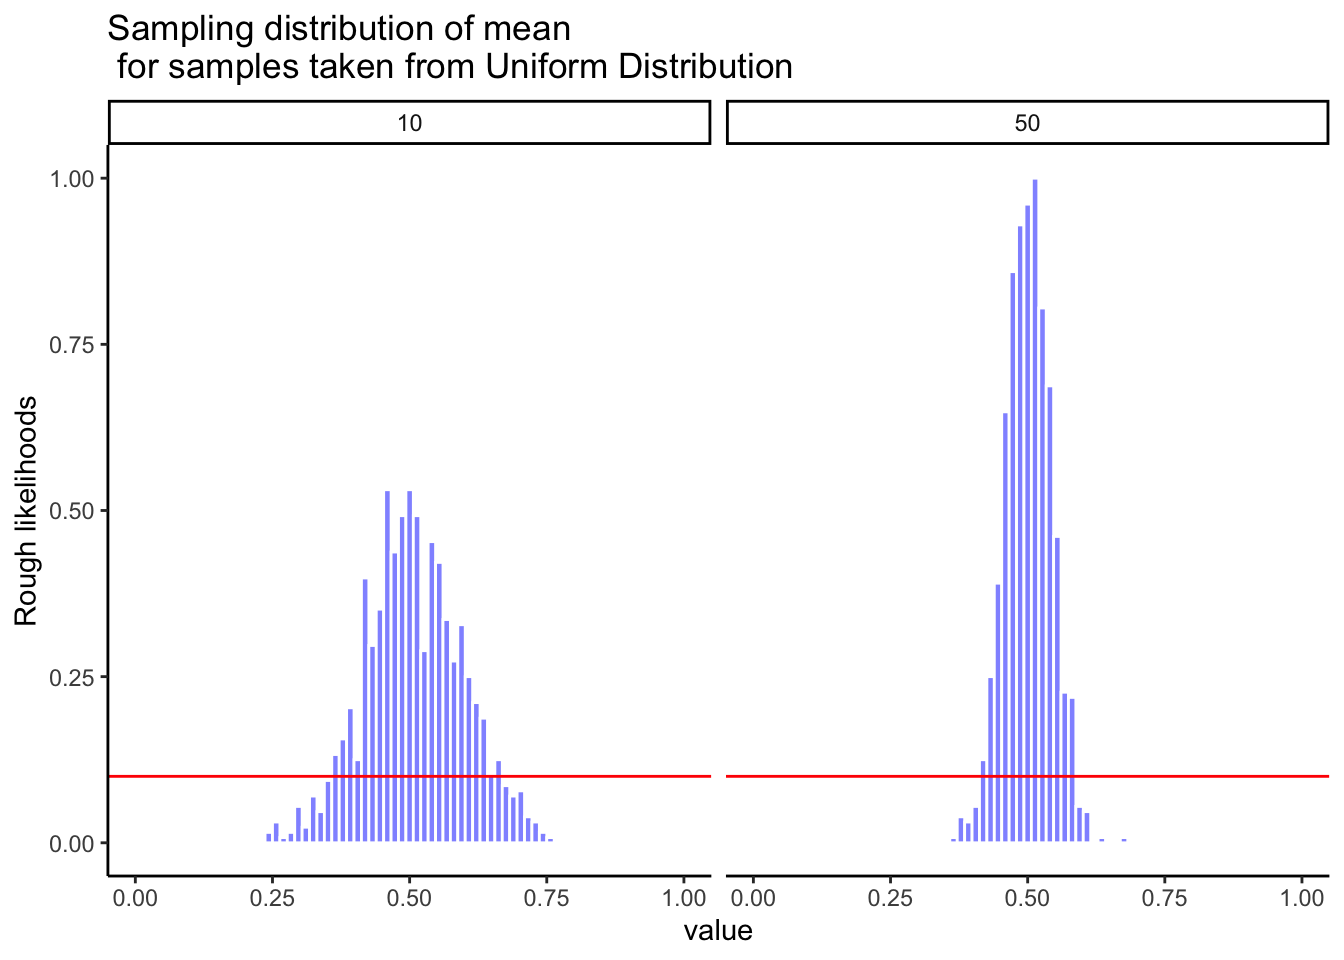 Sampling distribution of mean
for samples taken from Uniform Distribution
10
50
Rough likelihoods
1.00
0.75
0.50
0.25
0.00
0.00 0.25 0.50 0.75 1.00
0.00 0.25 0.50 0.75 1.00
value